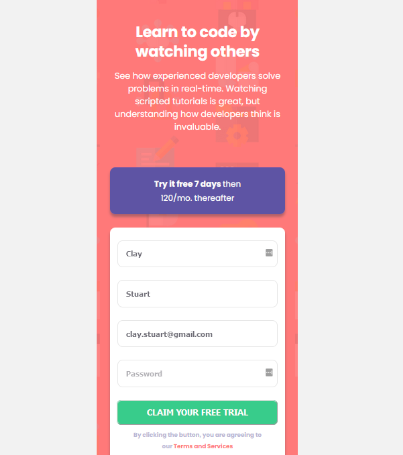 Learn to code by
watching others
See how experienced developers solve
problems in real-time. Watching
scripted tutorials is great, but
understanding how developers think is
invaluable.
Try it free 7 days then
120/mo. thereafter
Clay
Stuart
clay.stuart@gmail.com
Password
CLAIM YOUR FREE TRIAL
By clicking the button, you are agreeing to
our Terms and Services